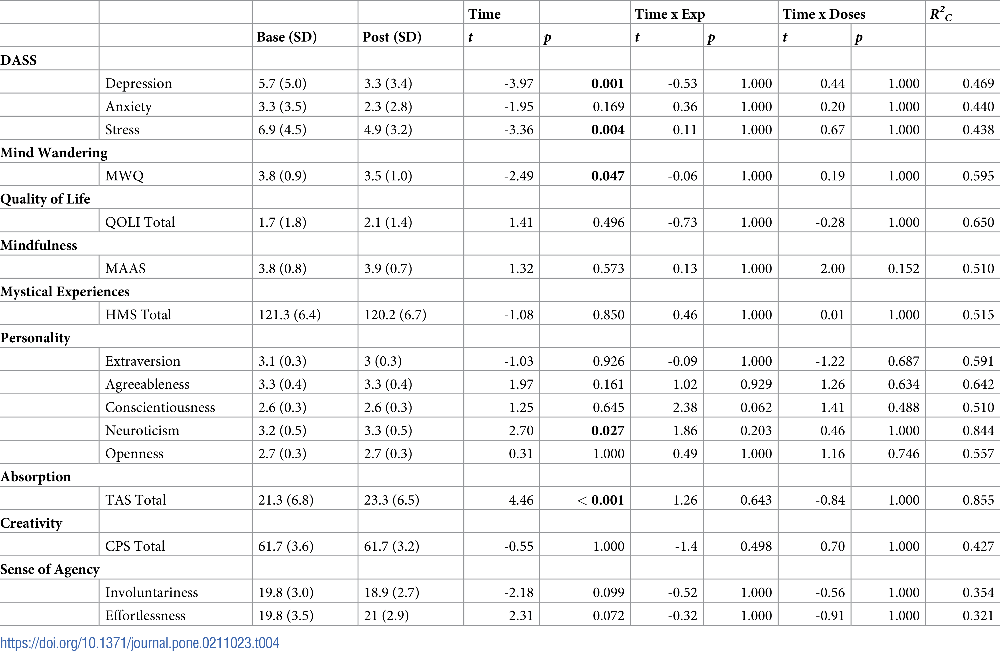 Time Time x Exp Time x Doses R²C
Base (SD) Post (SD) t p t p t p
DASS
Depression 5.7 (5.0) 3.3 (3.4) -3.97 0.001 -0.53 1.000 0.44 1.000 0.469
Anxiety 3.3 (3.5) 2.3 (2.8) -1.95 0.169 0.36 1.000 0.20 1.000 0.440
Stress 6.9 (4.5) 4.9 (3.2) -3.36 0.004 0.11 1.000 0.67 1.000 0.438
Mind Wandering
MWQ 3.8 (0.9) 3.5 (1.0) -2.49 0.047 -0.06 1.000 0.19 1.000 0.595
Quality of Life
QOLI Total 1.7 (1.8) 2.1 (1.4) 1.41 0.496 -0.73 1.000 -0.28 1.000 0.650
Mindfulness
MAAS 3.8 (0.8) 3.9 (0.7) 1.32 0.573 0.13 1.000 2.00 0.152 0.510
Mystical Experiences
HMS Total 121.3 (6.4) 120.2 (6.7) -1.08 0.850 0.46 1.000 0.01 1.000 0.515
Personality
Extraversion 3.1 (0.3) 3 (0.3) -1.03 0.926 -0.09 1.000 -1.22 0.687 0.591
Agreeableness 3.3 (0.4) 3.3 (0.4) 1.97 0.161 1.02 0.929 1.26 0.634 0.642
Conscientiousness 2.6 (0.3) 2.6 (0.3) 1.25 0.645 2.38 0.062 1.41 0.488 0.510
Neuroticism 3.2 (0.5) 3.3 (0.5) 2.70 0.027 1.86 0.203 0.46 1.000 0.844
Openness 2.7 (0.3) 2.7 (0.3) 0.31 1.000 0.49 1.000 1.16 0.746 0.557
Absorption
TAS Total 21.3 (6.8) 23.3 (6.5) 4.46 < 0.001 1.26 0.643 -0.84 1.000 0.855
Creativity
CPS Total 61.7 (3.6) 61.7 (3.2) -0.55 1.000 -1.4 0.498 0.70 1.000 0.427
Sense of Agency
Involuntariness 19.8 (3.0) 18.9 (2.7) -2.18 0.099 -0.52 1.000 -0.56 1.000 0.354
Effortlessness 19.8 (3.5) 21 (2.9) 2.31 0.072 -0.32 1.000 -0.91 1.000 0.321
https://doi.org/10.1371/journal.pone.0211023.t004